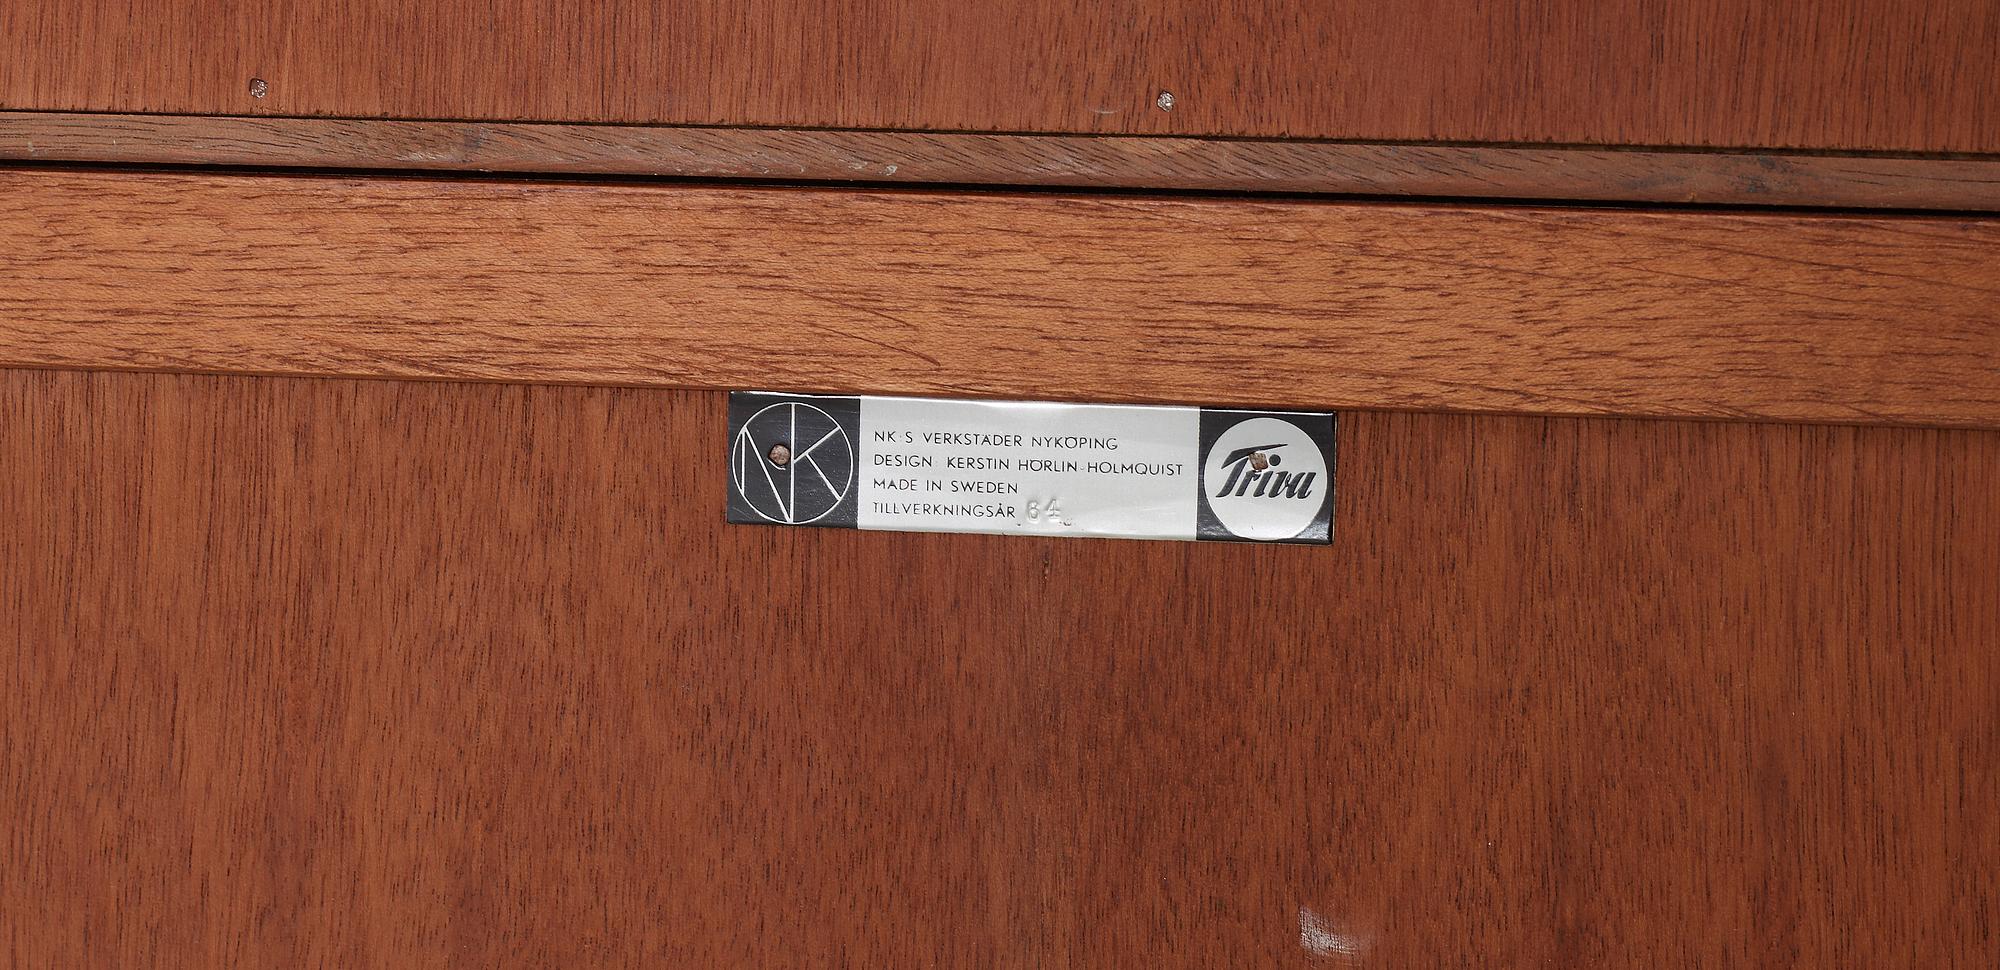 NK
NK·S VERKSTÄDER NYKÖPING
DESIGN KERSTIN HÖRLIN-HOLMQUIST
MADE IN SWEDEN
TILLVERKNINGSÅR 64
Triva